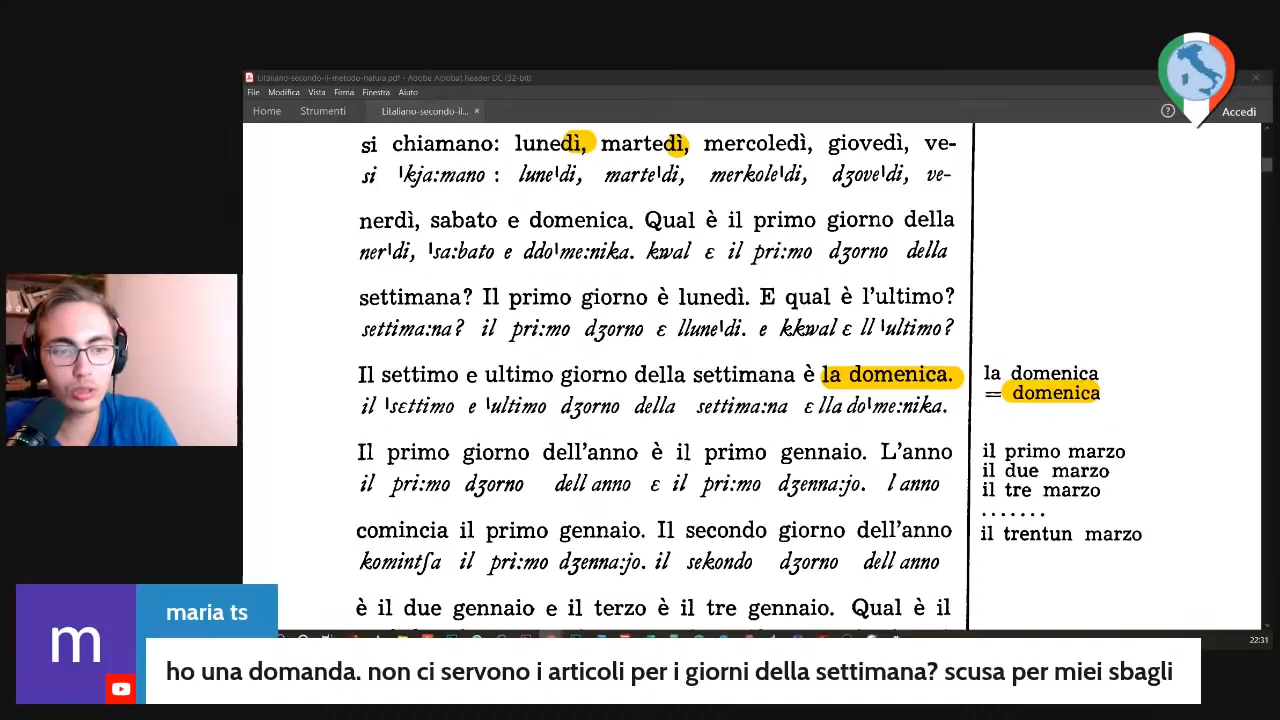 Litaliano-secondo-il-metodo-natura.pdf - Adobe Acrobat Reader DC (32-bit)
File Modifica Vista Firma Finestra Aiuto
Home Strumenti Litaliano-secondo-il... × Accedi
si chiamano: lunedì, martedì, mercoledì, giovedì, ve-
si ˈkja:mano : luneˈdi, marteˈdi, merkoleˈdi, dʒoveˈdi, ve-
nerdì, sabato e domenica. Qual è il primo giorno della
nerˈdi, ˈsa:bato e ddoˈme:nika. kwal ɛ il pri:mo dʒorno della
settimana? Il primo giorno è lunedì. E qual è l'ultimo?
settima:na? il pri:mo dʒorno ɛ lluneˈdi. e kkwal ɛ ll ˈultimo?
Il settimo e ultimo giorno della settimana è la domenica.
il ˈsɛttimo e ˈultimo dʒorno della settima:na ɛ lla doˈme:nika.
Il primo giorno dell'anno è il primo gennaio. L'anno
il pri:mo dʒorno dell anno ɛ il pri:mo dʒenna:jo. l anno
comincia il primo gennaio. Il secondo giorno dell'anno
komintʃa il pri:mo dʒenna:jo. il sekondo dʒorno dell anno
è il due gennaio e il terzo è il tre gennaio. Qual è il
la domenica
= domenica
il primo marzo
il due marzo
il tre marzo
.......
il trentun marzo
22:31
m
maria ts
ho una domanda. non ci servono i articoli per i giorni della settimana? scusa per miei sbagli